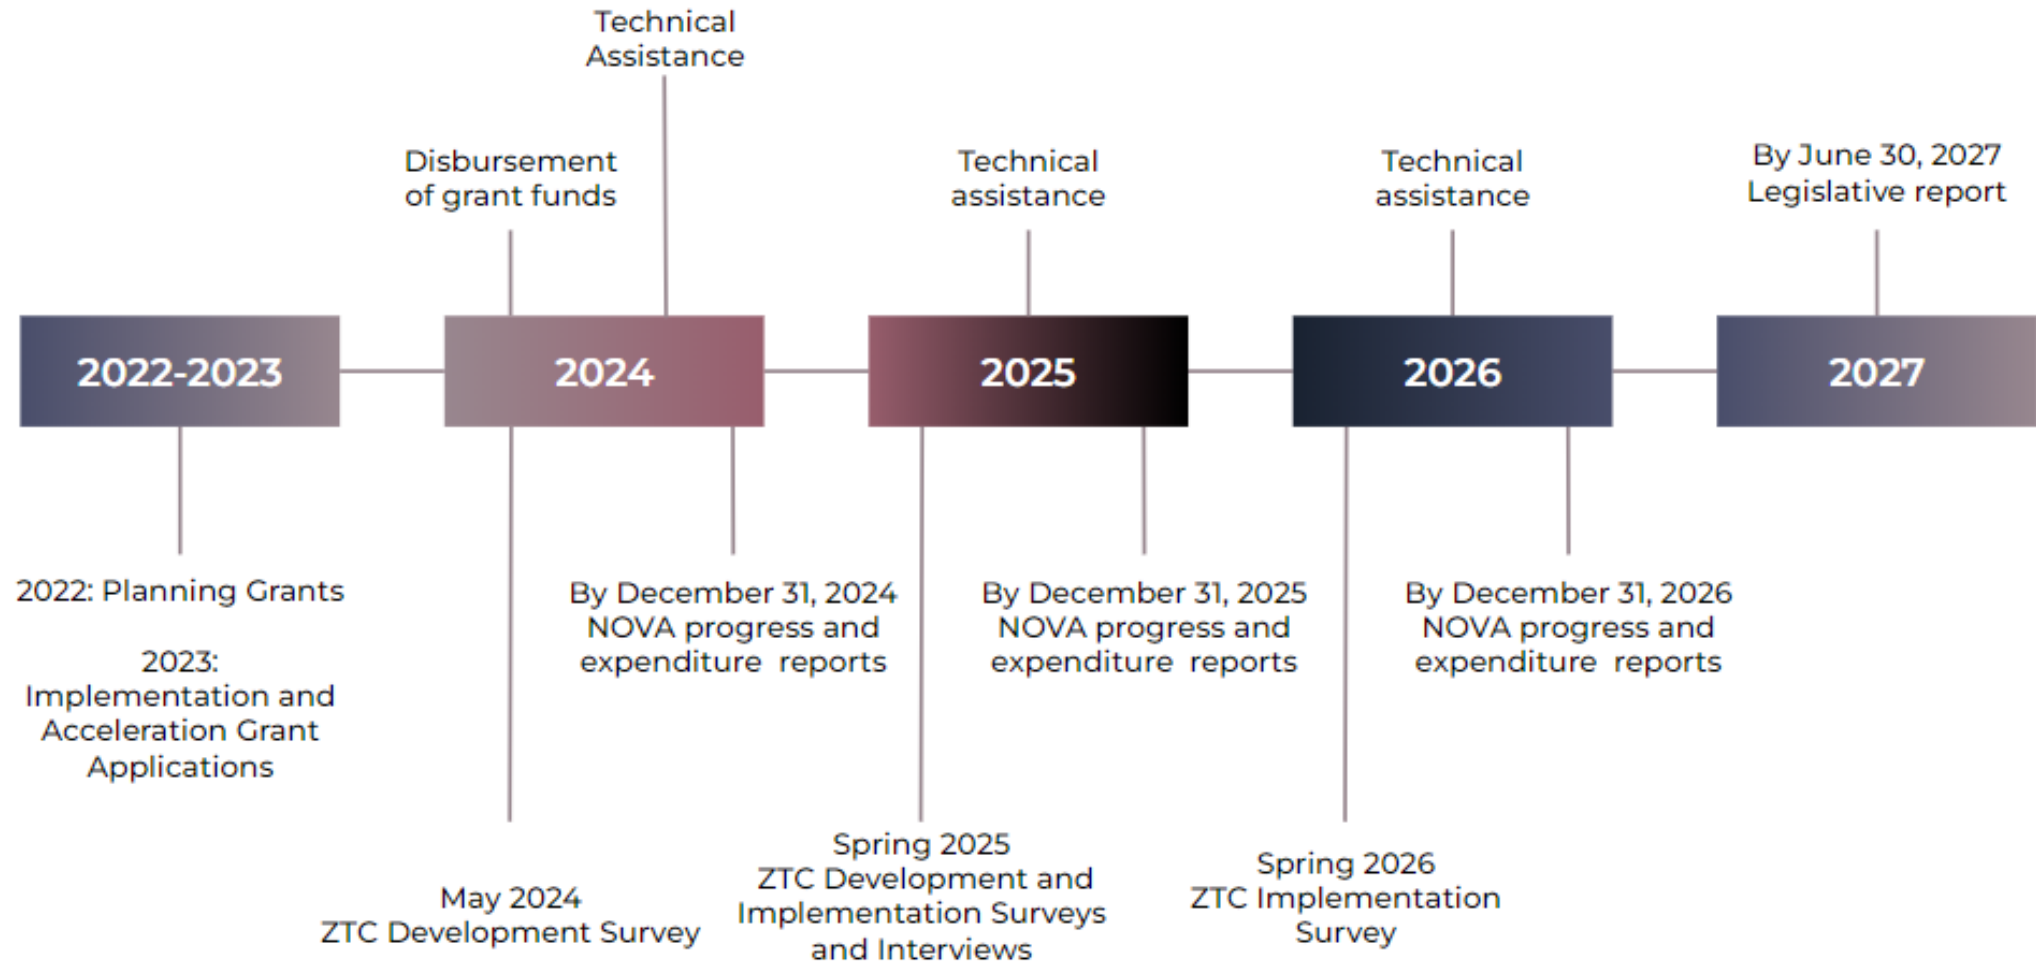 Technical
Assistance
Disbursement
of grant funds
Technical
assistance
Technical
assistance
By June 30, 2027
Legislative report
2022-2023
2024
2025
2026
2027
2022: Planning Grants
2023:
Implementation and
Acceleration Grant
Applications
By December 31, 2024
NOVA progress and
expenditure  reports
By December 31, 2025
NOVA progress and
expenditure  reports
By December 31, 2026
NOVA progress and
expenditure  reports
May 2024
ZTC Development Survey
Spring 2025
ZTC Development and
Implementation Surveys
and Interviews
Spring 2026
ZTC Implementation
Survey